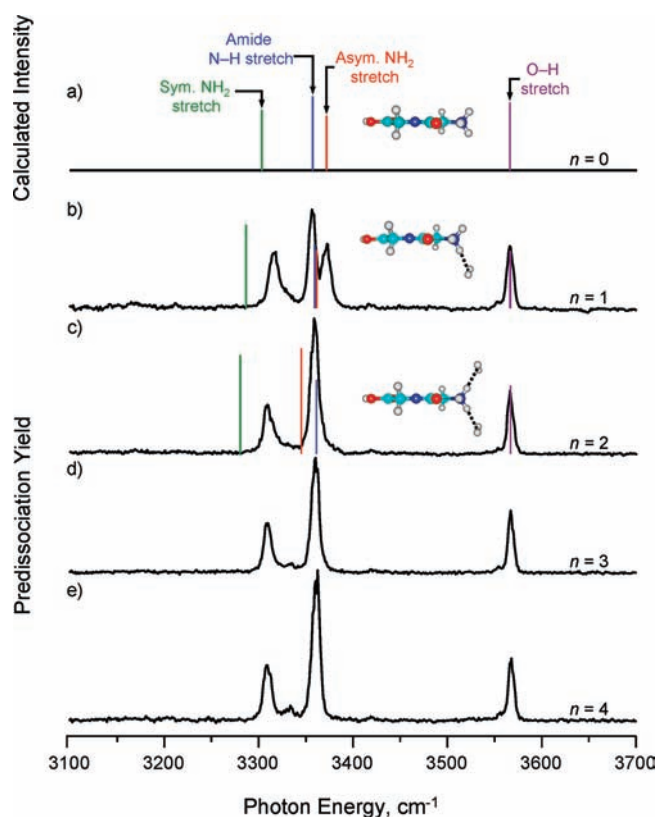 Calculated Intensity
Predissociation Yield
a)
Sym. NH2
stretch
Amide
N–H stretch
Asym. NH2
stretch
O–H
stretch
n = 0
b)
n = 1
c)
n = 2
d)
n = 3
e)
n = 4
3100 3200 3300 3400 3500 3600 3700
Photon Energy, cm-1